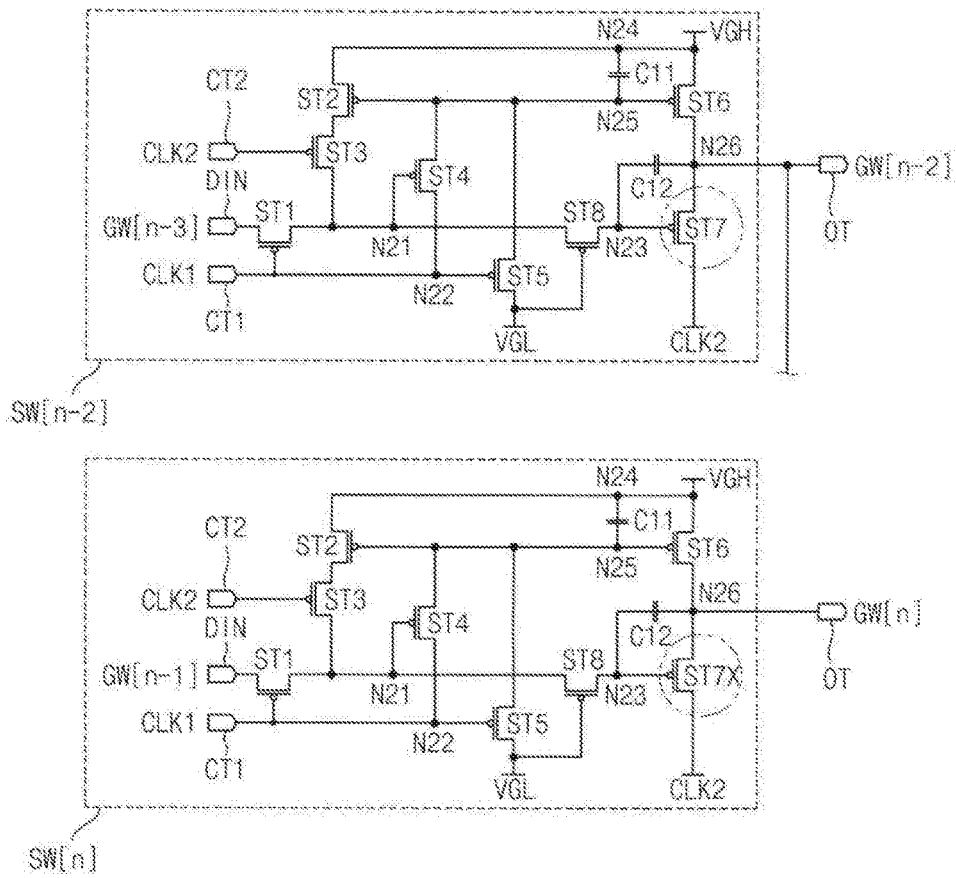 N24
VGH
C11
CT2
ST2
ST6
N25
CLK2
ST3
N26
DIN
ST4
C12
GW[n-2]
GW[n-3]
ST1
ST8
ST7
OT
N21
N23
CLK1
N22
ST5
CT1
VGL
CLK2
SW[n-2]
N24
VGH
C11
CT2
ST2
ST6
N25
CLK2
ST3
N26
DIN
ST4
C12
GW[n]
GW[n-1]
ST1
ST8
ST7X
OT
N21
N23
CLK1
N22
ST5
CT1
VGL
CLK2
SW[n]